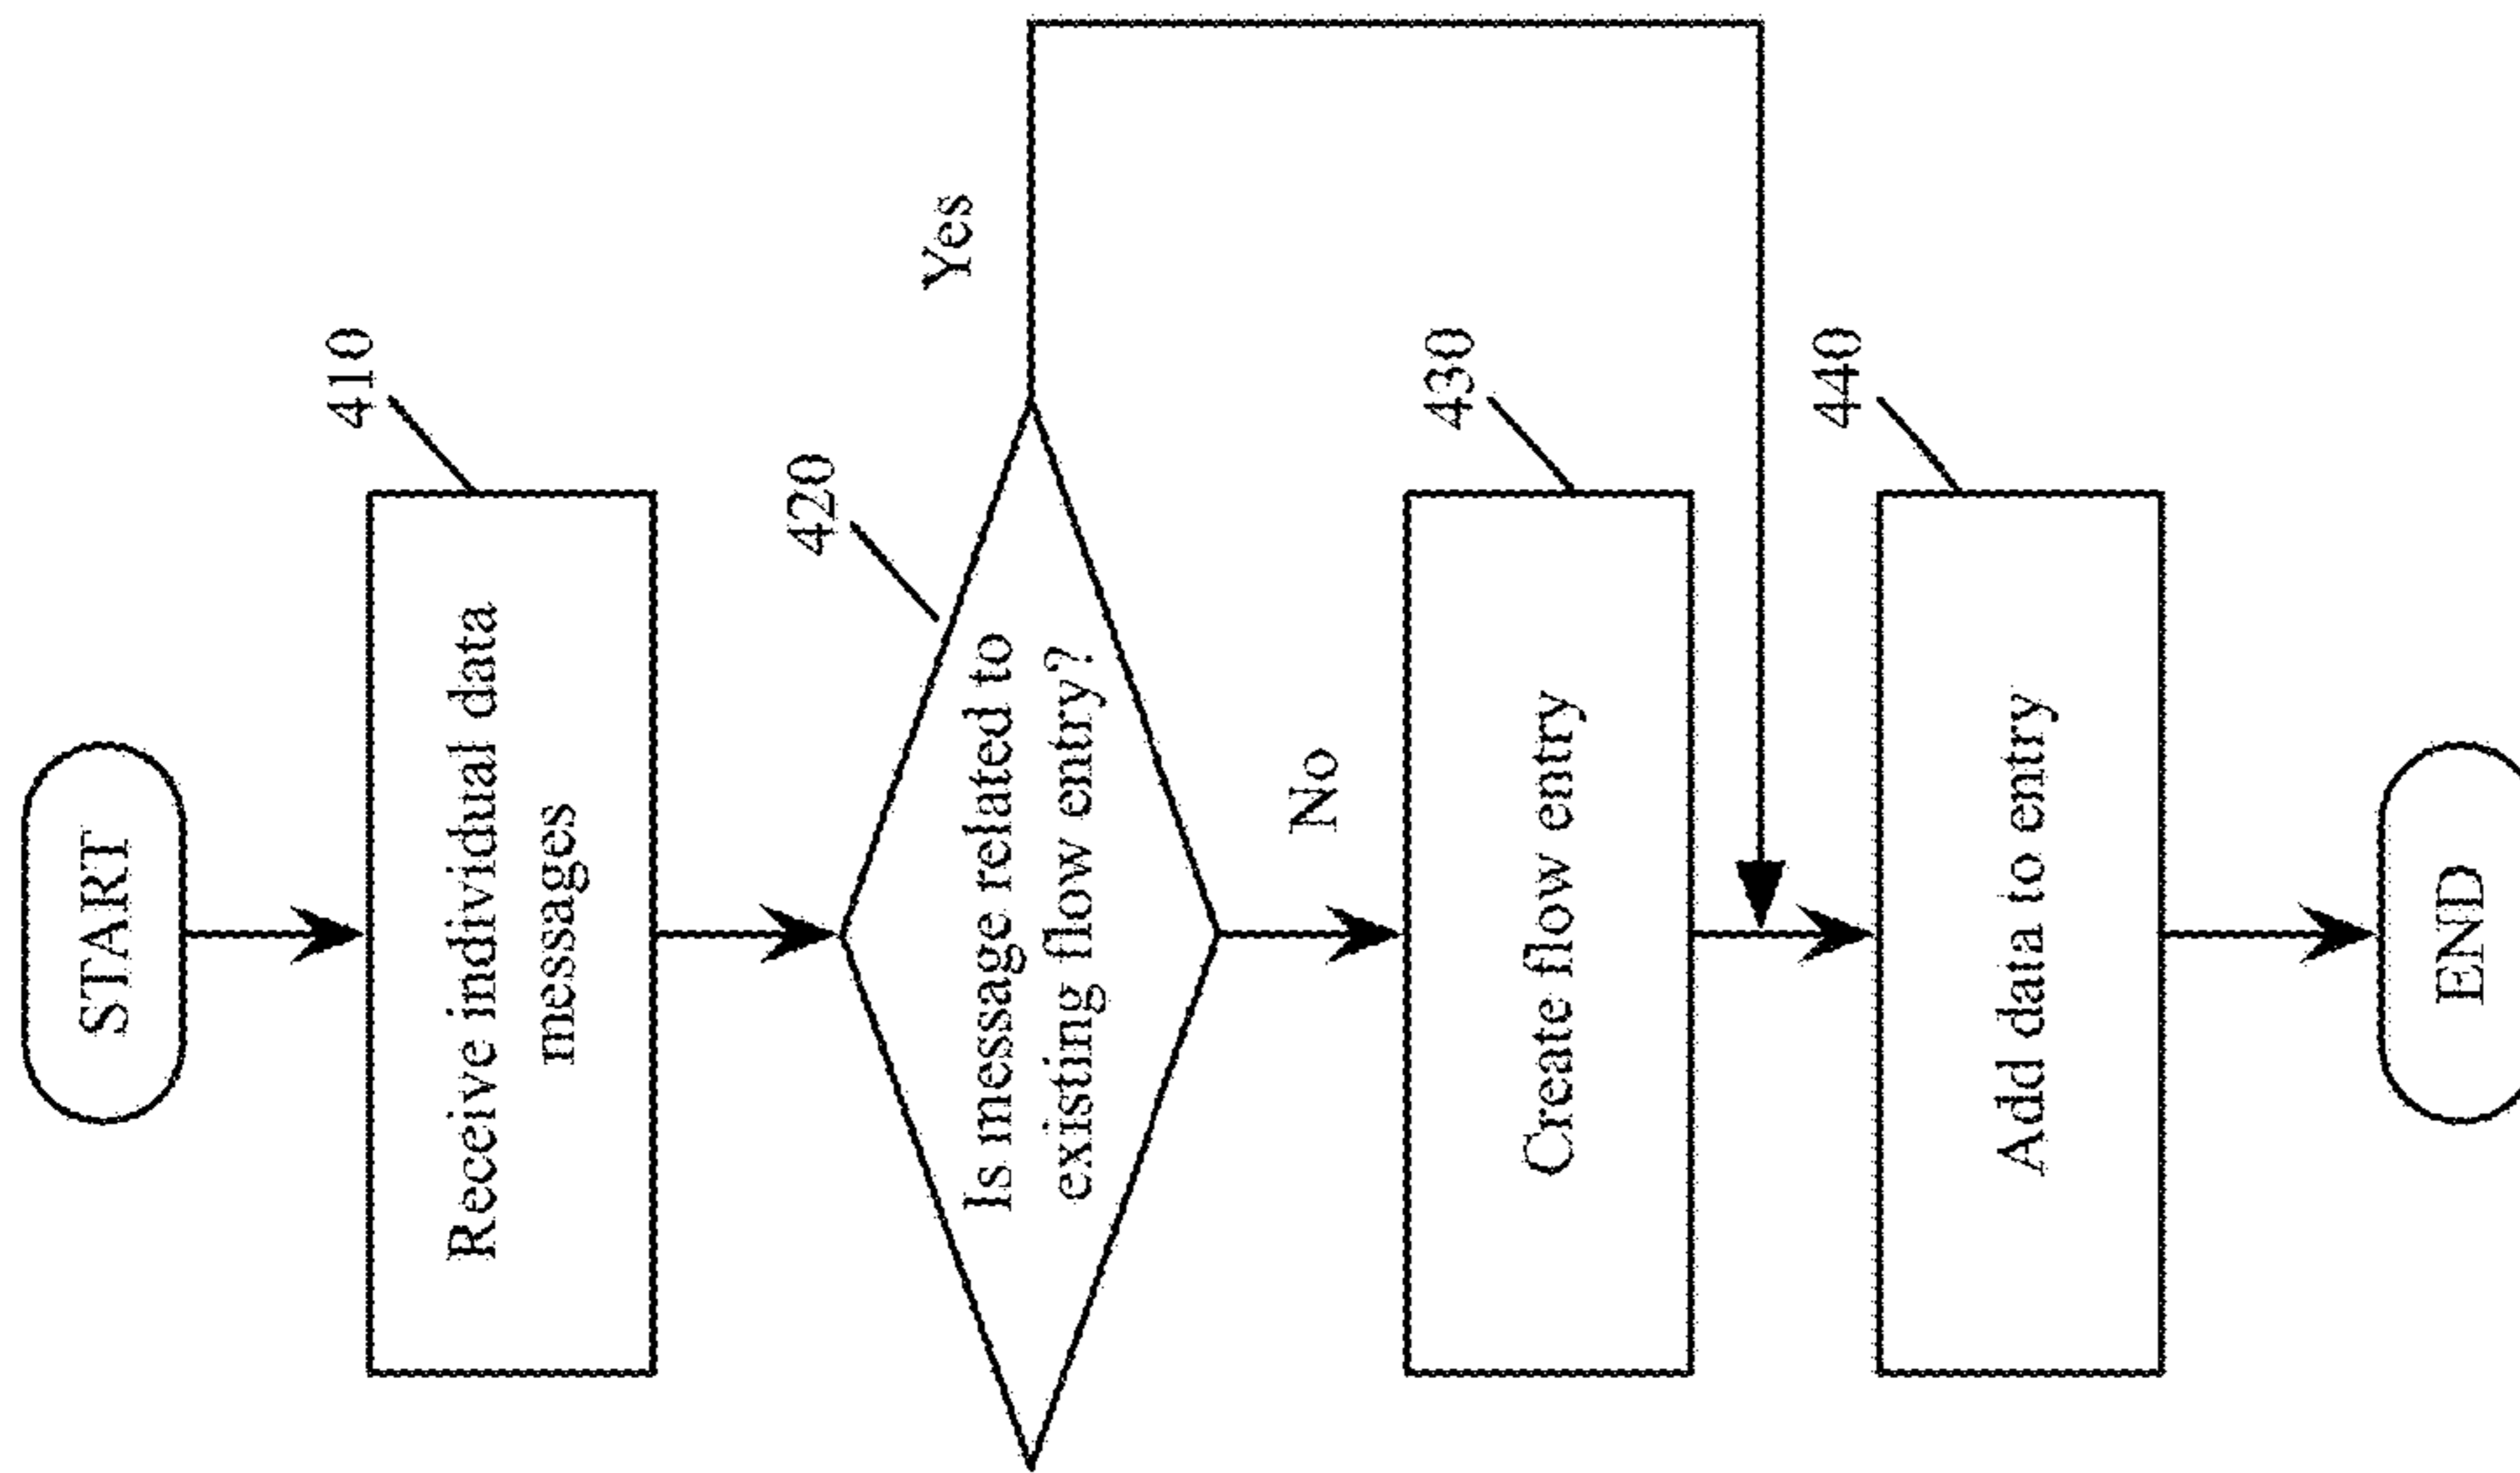 START
410
Receive individual data
messages
420
Is message related to
existing flow entry?
Yes
No
430
Create flow entry
440
Add data to entry
END